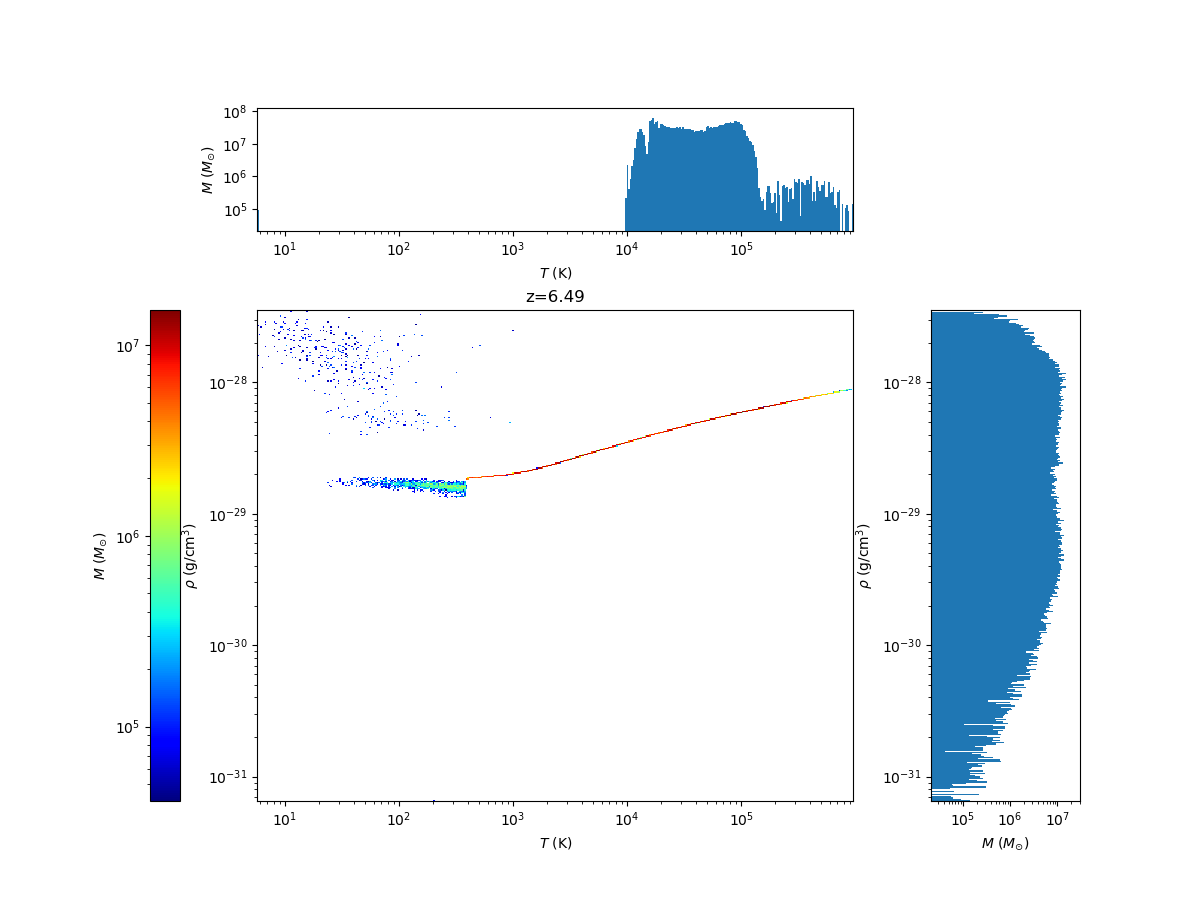 10⁸
10⁷
10⁶
10⁵
M (M⊙)
10¹ 10² 10³ 10⁴ 10⁵
T (K)
z=6.49
10⁷
10⁶
10⁵
M (M⊙)
10⁻²⁸
10⁻²⁹
10⁻³⁰
10⁻³¹
ρ (g/cm³)
10¹ 10² 10³ 10⁴ 10⁵
T (K)
10⁻²⁸
10⁻²⁹
10⁻³⁰
10⁻³¹
ρ (g/cm³)
10⁵ 10⁶ 10⁷
M (M⊙)